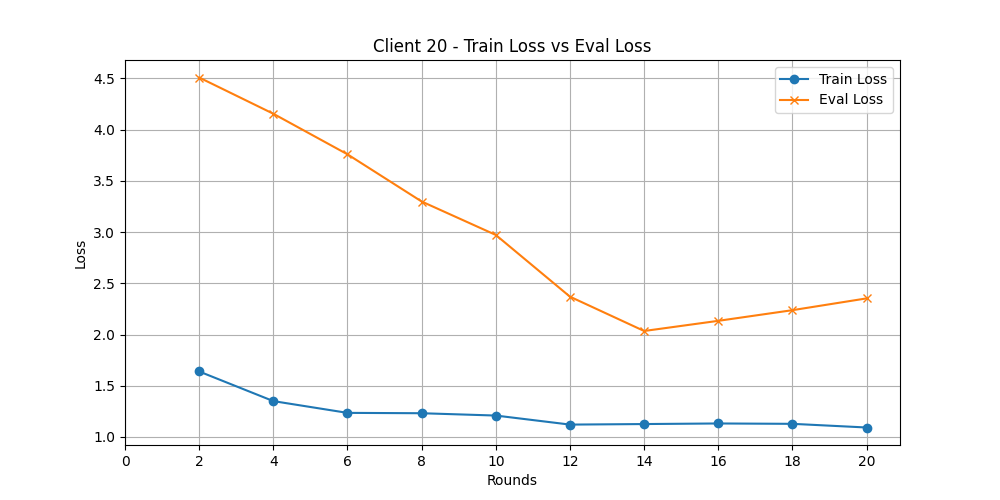 Client 20 - Train Loss vs Eval Loss
Train Loss
Eval Loss
4.5
4.0
3.5
3.0
2.5
2.0
1.5
1.0
Loss
0 2 4 6 8 10 12 14 16 18 20
Rounds